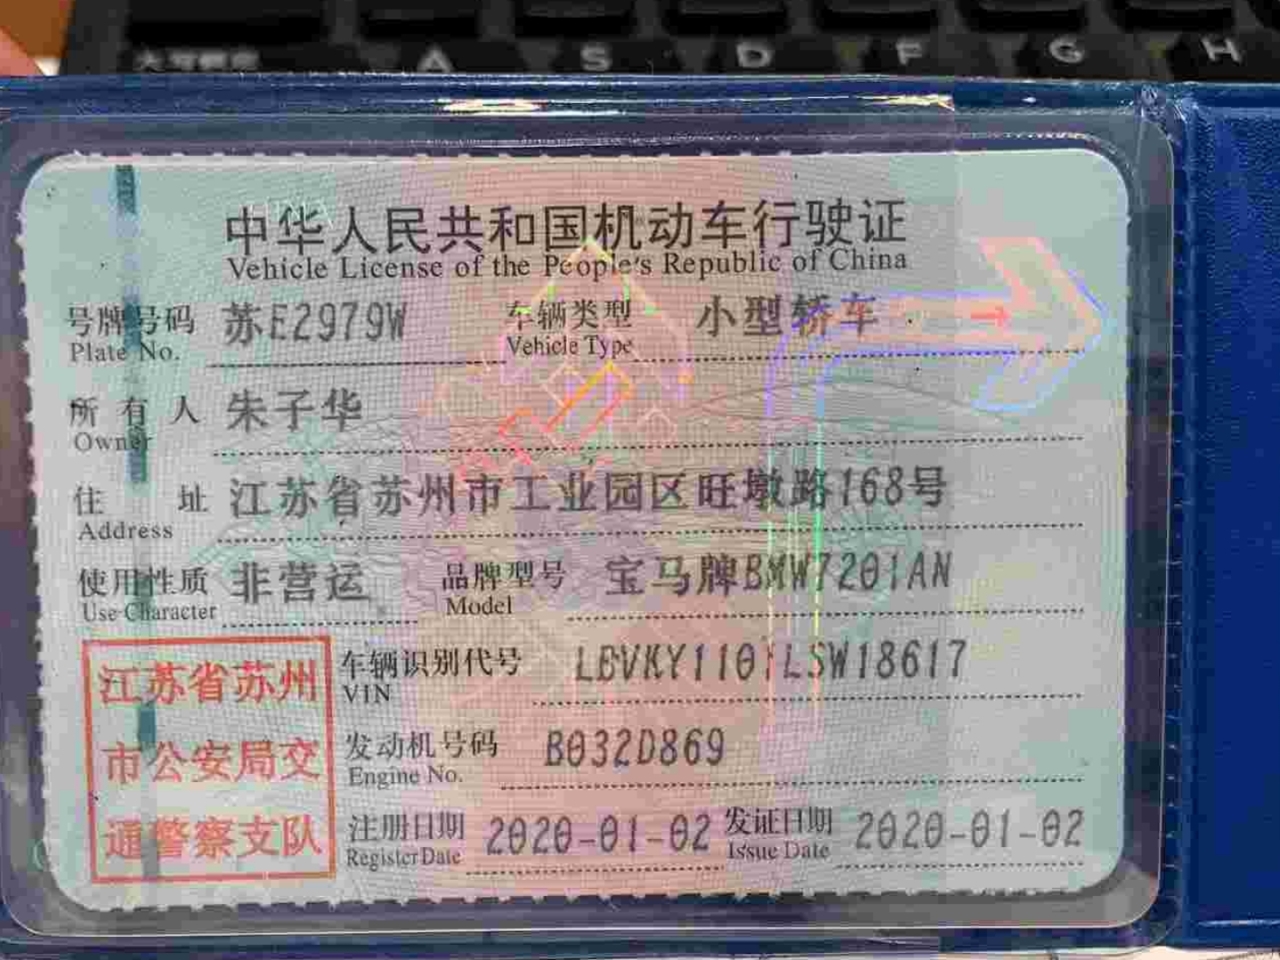 A S D F G H
中华人民共和国机动车行驶证
Vehicle License of the People's Republic of China
号牌号码 苏E2979W 车辆类型 小型轿车
Plate No. Vehicle Type
所有人 朱子华
Owner
住址 江苏省苏州市工业园区旺墩路168号
Address
使用性质 非营运 品牌型号 宝马牌BMW7201AN
Use Character Model
江苏省苏州
市公安局交
通警察支队
车辆识别代号 LBVKY1101LSW18617
VIN
发动机号码 B032D869
Engine No.
注册日期 2020-01-02 发证日期 2020-01-02
Register Date Issue Date